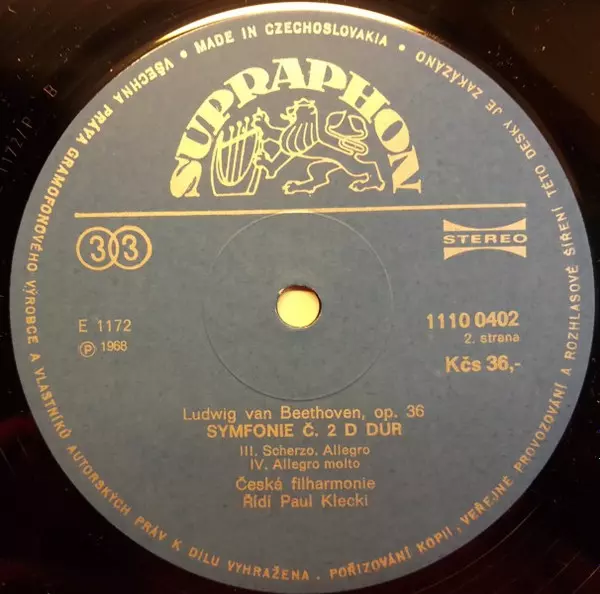 SUPRAPHON
33
STEREO
E 1172
℗ 1968
1110 0402
2. strana
Kčs 36,-
Ludwig van Beethoven, op. 36
SYMFONIE Č. 2 D DUR
III. Scherzo. Allegro
IV. Allegro molto
Česká filharmonie
Řídí Paul Klecki
VŠECHNA PRÁVA GRAMOFONOVÉHO VÝROBCE A VLASTNÍKŮ AUTORSKÝCH PRÁV K DÍLU VYHRAŽENA . POŘIZOVÁNÍ KOPIÍ, VEŘEJNÉ PROVOZOVÁNÍ A ROZHLASOVÉ ŠÍŘENÍ TÉTO DESKY JE ZAKÁZÁNO
• MADE IN CZECHOSLOVAKIA •
1172/P B